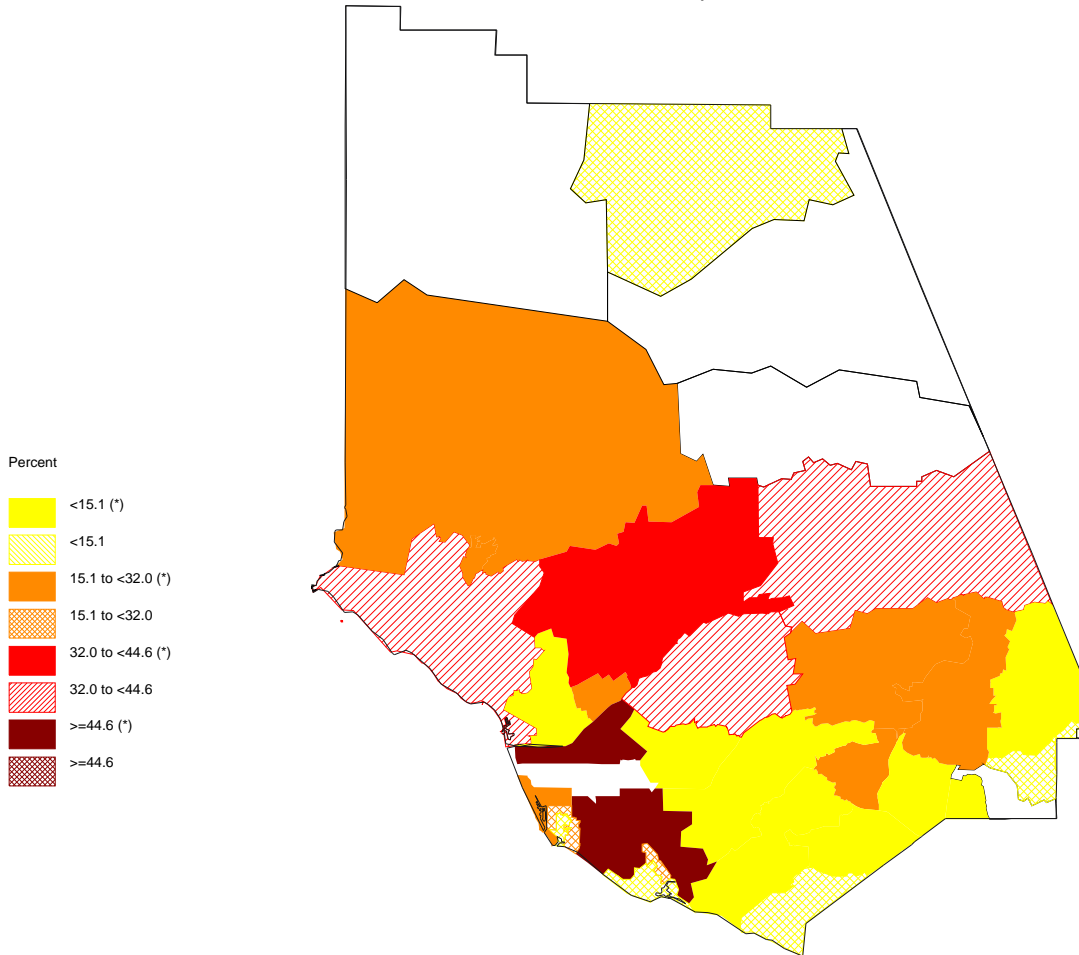 Percent
<15.1 (*)
<15.1
15.1 to <32.0 (*)
15.1 to <32.0
32.0 to <44.6 (*)
32.0 to <44.6
>=44.6 (*)
>=44.6